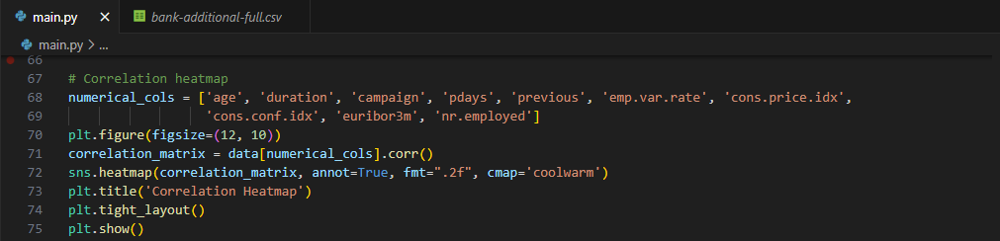 main.py × bank-additional-full.csv
main.py > ...
66
67 # Correlation heatmap
68 numerical_cols = ['age', 'duration', 'campaign', 'pdays', 'previous', 'emp.var.rate', 'cons.price.idx',
69 'cons.conf.idx', 'euribor3m', 'nr.employed']
70 plt.figure(figsize=(12, 10))
71 correlation_matrix = data[numerical_cols].corr()
72 sns.heatmap(correlation_matrix, annot=True, fmt=".2f", cmap='coolwarm')
73 plt.title('Correlation Heatmap')
74 plt.tight_layout()
75 plt.show()